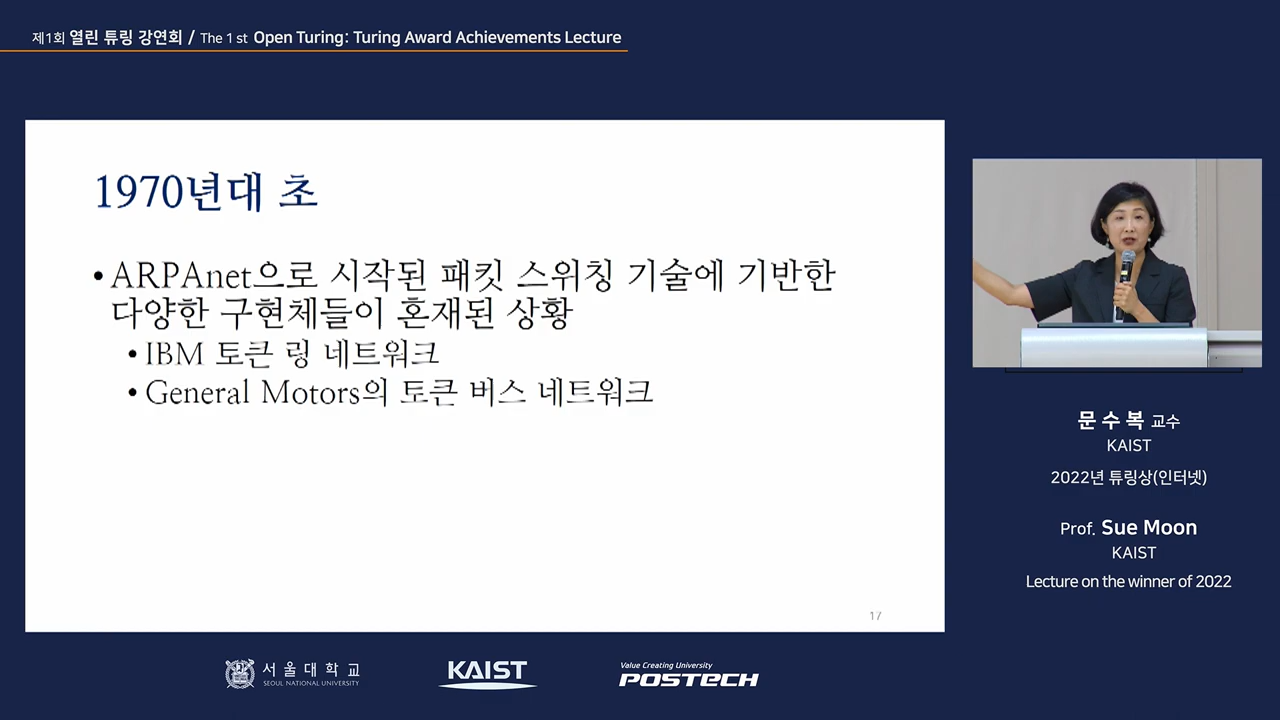 제1회 열린 튜링 강연회 / The 1 st Open Turing: Turing Award Achievements Lecture
1970년대 초
• ARPAnet으로 시작된 패킷 스위칭 기술에 기반한
다양한 구현체들이 혼재된 상황
• IBM 토큰 링 네트워크
• General Motors의 토큰 버스 네트워크
17
문 수 복 교수
KAIST
2022년 튜링상(인터넷)
Prof. Sue Moon
KAIST
Lecture on the winner of 2022
서울대학교
SEOUL NATIONAL UNIVERSITY
KAIST
Value Creating University
POSTECH